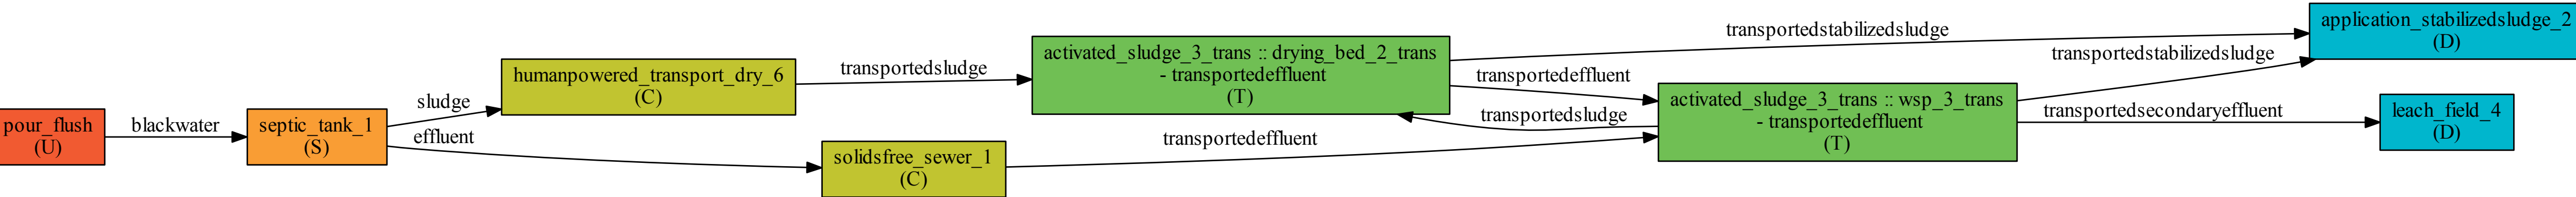 pour_flush
(U)
blackwater
septic_tank_1
(S)
sludge
effluent
humanpowered_transport_dry_6
(C)
solidsfree_sewer_1
(C)
transportedsludge
transportedeffluent
activated_sludge_3_trans :: drying_bed_2_trans
- transportedeffluent
(T)
transportedeffluent
transportedsludge
activated_sludge_3_trans :: wsp_3_trans
- transportedeffluent
(T)
transportedstabilizedsludge
transportedstabilizedsludge
transportedsecondaryeffluent
application_stabilizedsludge_2
(D)
leach_field_4
(D)